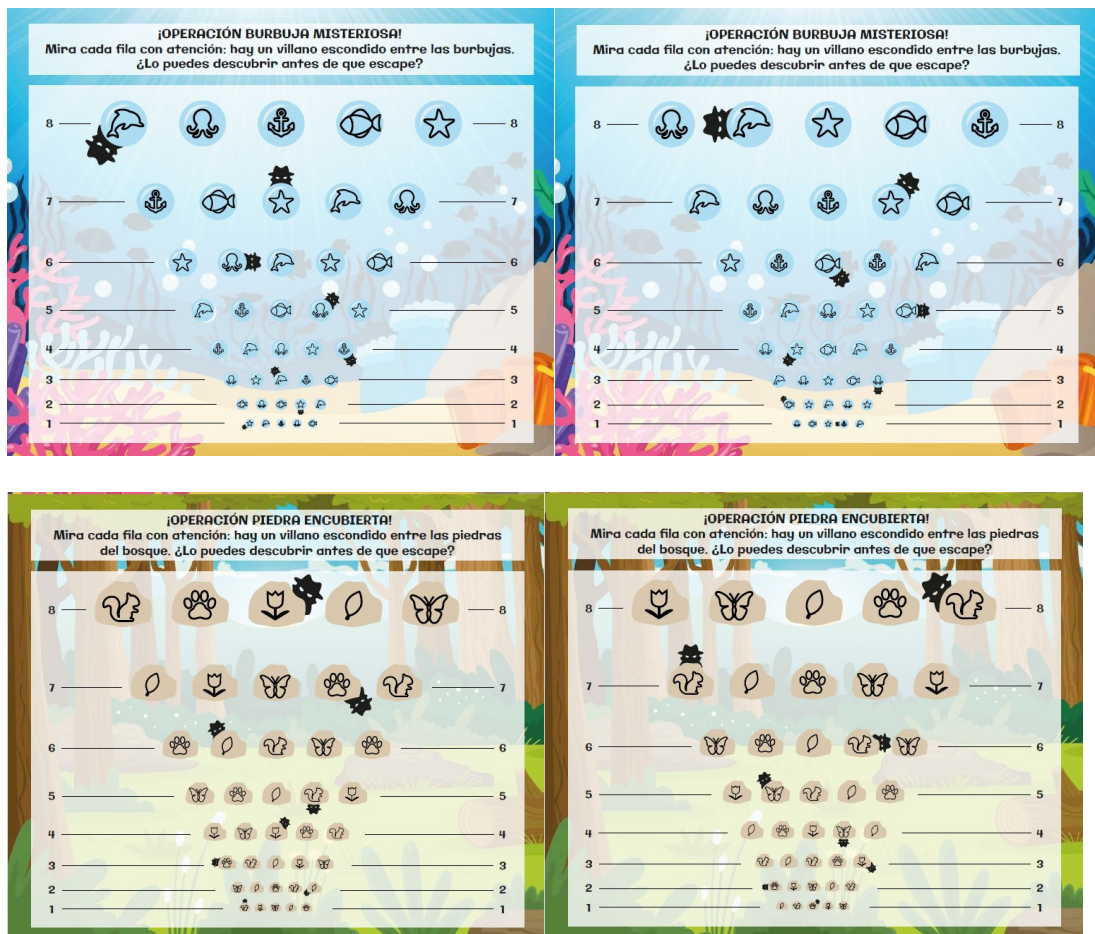 ¡OPERACIÓN BURBUJA MISTERIOSA!
Mira cada fila con atención: hay un villano escondido entre las burbujas.
¿Lo puedes descubrir antes de que escape?
8 8
7 7
6 6
5 5
4 4
3 3
2 2
1 1
¡OPERACIÓN BURBUJA MISTERIOSA!
Mira cada fila con atención: hay un villano escondido entre las burbujas.
¿Lo puedes descubrir antes de que escape?
8 8
7 7
6 6
5 5
4 4
3 3
2 2
1 1
¡OPERACIÓN PIEDRA ENCUBIERTA!
Mira cada fila con atención: hay un villano escondido entre las piedras
del bosque. ¿Lo puedes descubrir antes de que escape?
8 8
7 7
6 6
5 5
4 4
3 3
2 2
1 1
¡OPERACIÓN PIEDRA ENCUBIERTA!
Mira cada fila con atención: hay un villano escondido entre las piedras
del bosque. ¿Lo puedes descubrir antes de que escape?
8 8
7 7
6 6
5 5
4 4
3 3
2 2
1 1